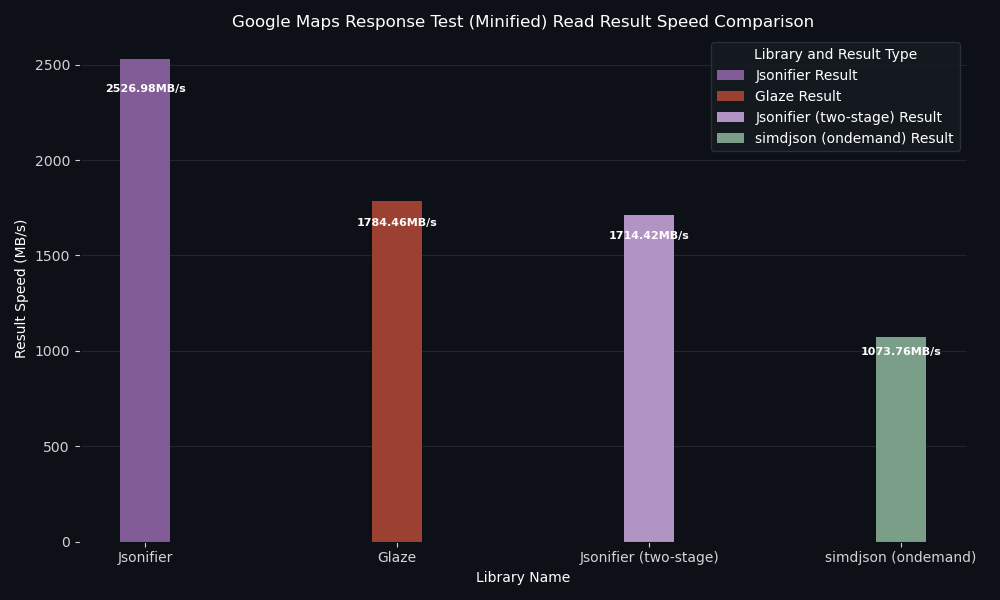 Google Maps Response Test (Minified) Read Result Speed Comparison
Library and Result Type
Jsonifier Result
Glaze Result
Jsonifier (two-stage) Result
simdjson (ondemand) Result
Result Speed (MB/s)
2500
2000
1500
1000
500
0
2526.98MB/s
1784.46MB/s
1714.42MB/s
1073.76MB/s
Jsonifier
Glaze
Jsonifier (two-stage)
simdjson (ondemand)
Library Name